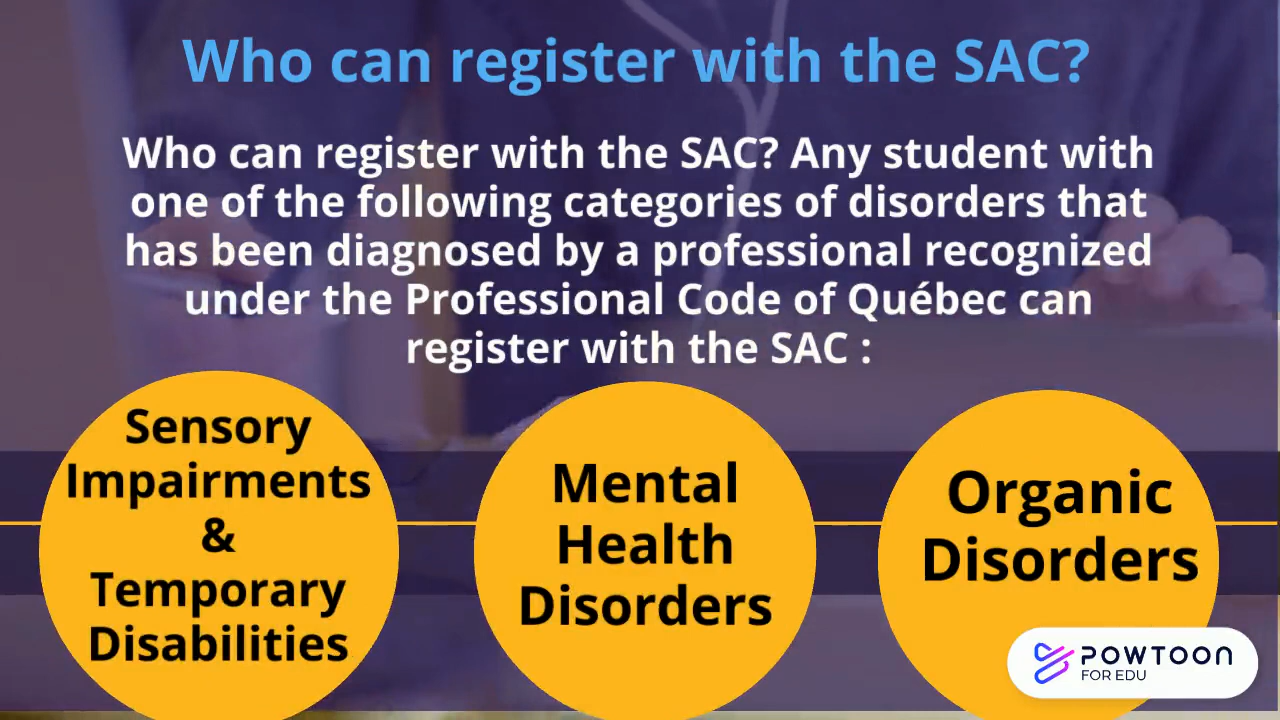 Who can register with the SAC?
Who can register with the SAC? Any student with
one of the following categories of disorders that
has been diagnosed by a professional recognized
under the Professional Code of Québec can
register with the SAC :
Sensory
Impairments
&
Temporary
Disabilities
Mental
Health
Disorders
Organic
Disorders
POWTOON
FOR EDU